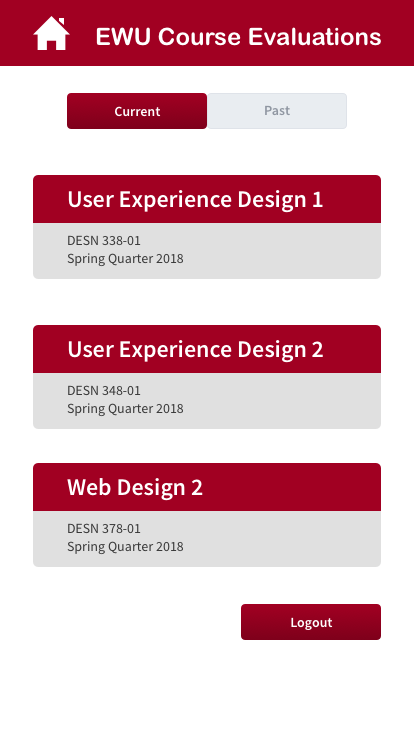 EWU Course Evaluations
Current
Past
User Experience Design 1
DESN 338-01
Spring Quarter 2018
User Experience Design 2
DESN 348-01
Spring Quarter 2018
Web Design 2
DESN 378-01
Spring Quarter 2018
Logout